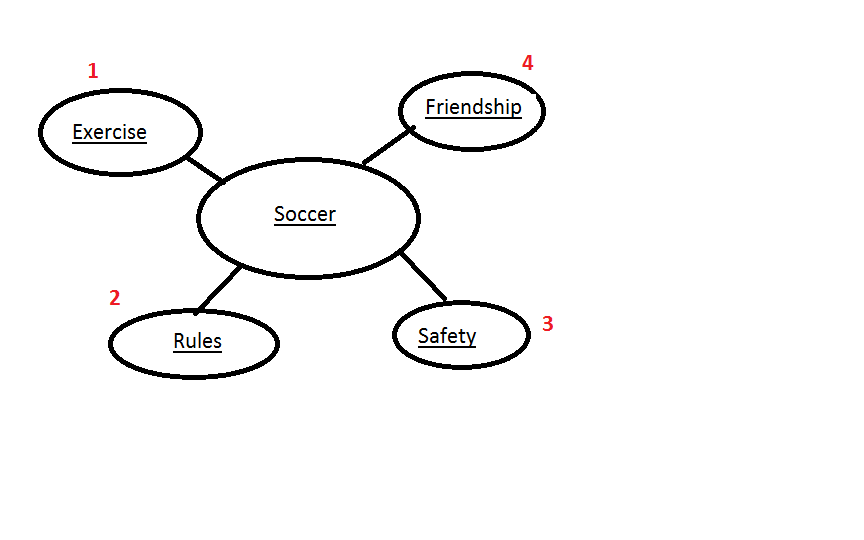 1
Exercise
4
Friendship
Soccer
2
Rules
Safety
3